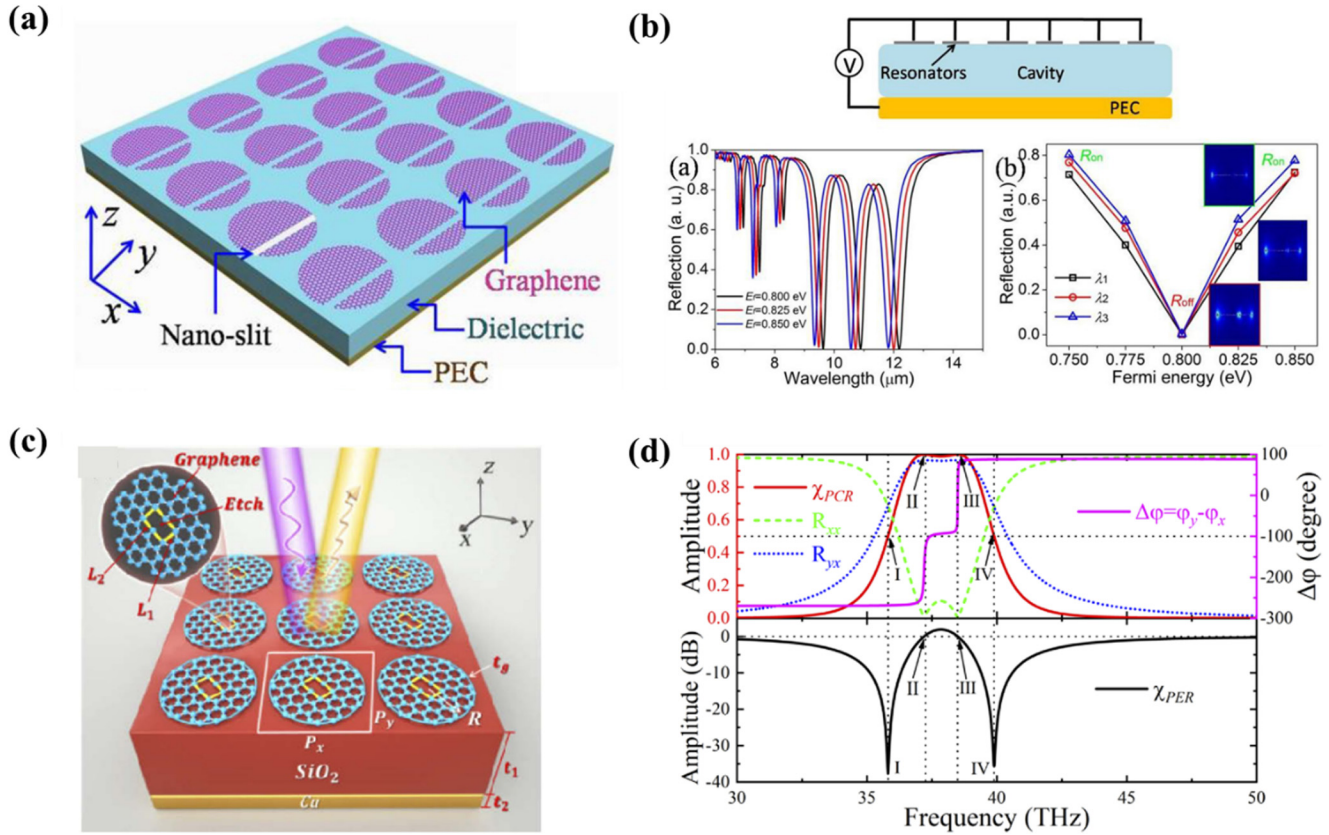 (a)
z
y
x
Nano-slit
Graphene
Dielectric
PEC
(b)
V
Resonators
Cavity
PEC
(a)
1.0
0.8
0.6
0.4
0.2
0.0
Reflection (a. u.)
Ef=0.800 eV
Ef=0.825 eV
Ef=0.850 eV
6 8 10 12 14
Wavelength (μm)
(b)
0.8
0.6
0.4
0.2
0.0
Reflection (a.u.)
Ron
Ron
λ1
λ2
λ3
Roff
0.750 0.775 0.800 0.825 0.850
Fermi energy (eV)
(c)
Graphene
Etch
L2
L1
z
y
x
tg
R
Py
Px
SiO2
t1
Cu
t2
(d)
1.0
0.8
0.6
0.4
0.2
0.0
Amplitude
χPCR
Rxx
Ryx
II
III
I
IV
Δφ=φy-φx
100
0
-100
-200
-300
Δφ (degree)
0
-10
-20
-30
-40
Amplitude (dB)
II
III
I
IV
χPER
30 35 40 45 50
Frequency (THz)